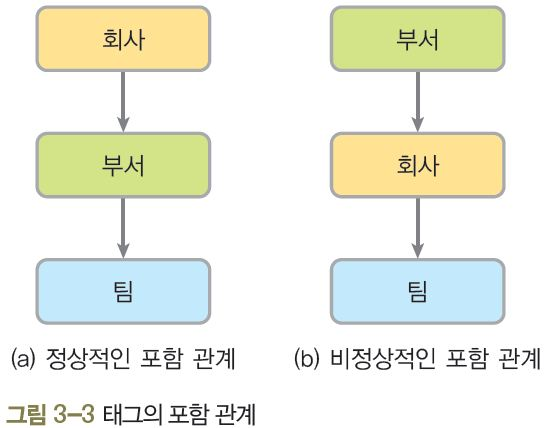 회사
부서
팀
(a) 정상적인 포함 관계
부서
회사
팀
(b) 비정상적인 포함 관계
그림 3-3 태그의 포함 관계